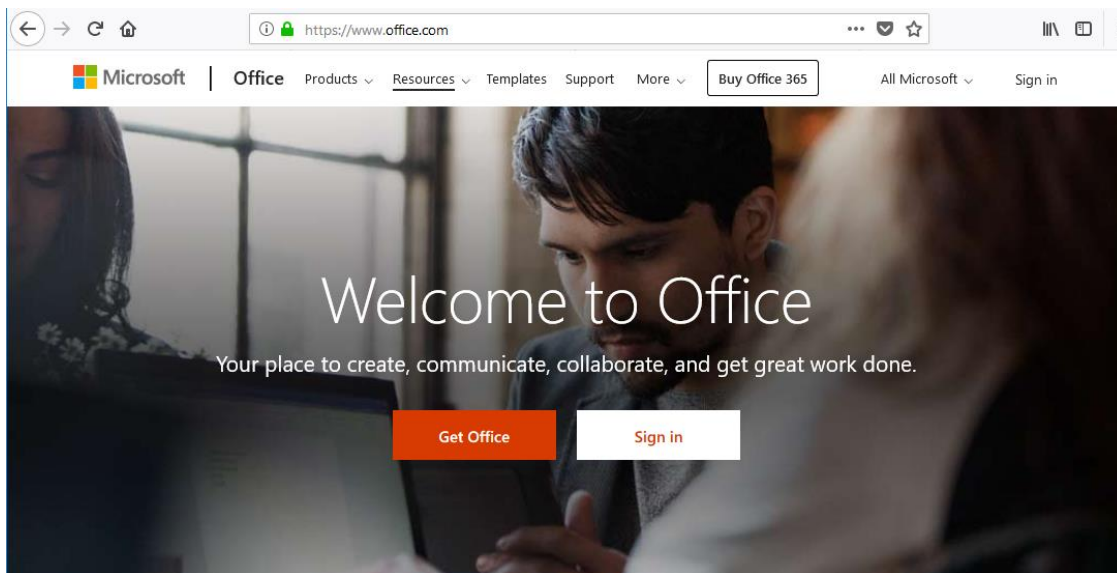 https://www.office.com
Microsoft | Office Products Resources Templates Support More Buy Office 365 All Microsoft Sign in
Welcome to Office
Your place to create, communicate, collaborate, and get great work done.
Get Office Sign in